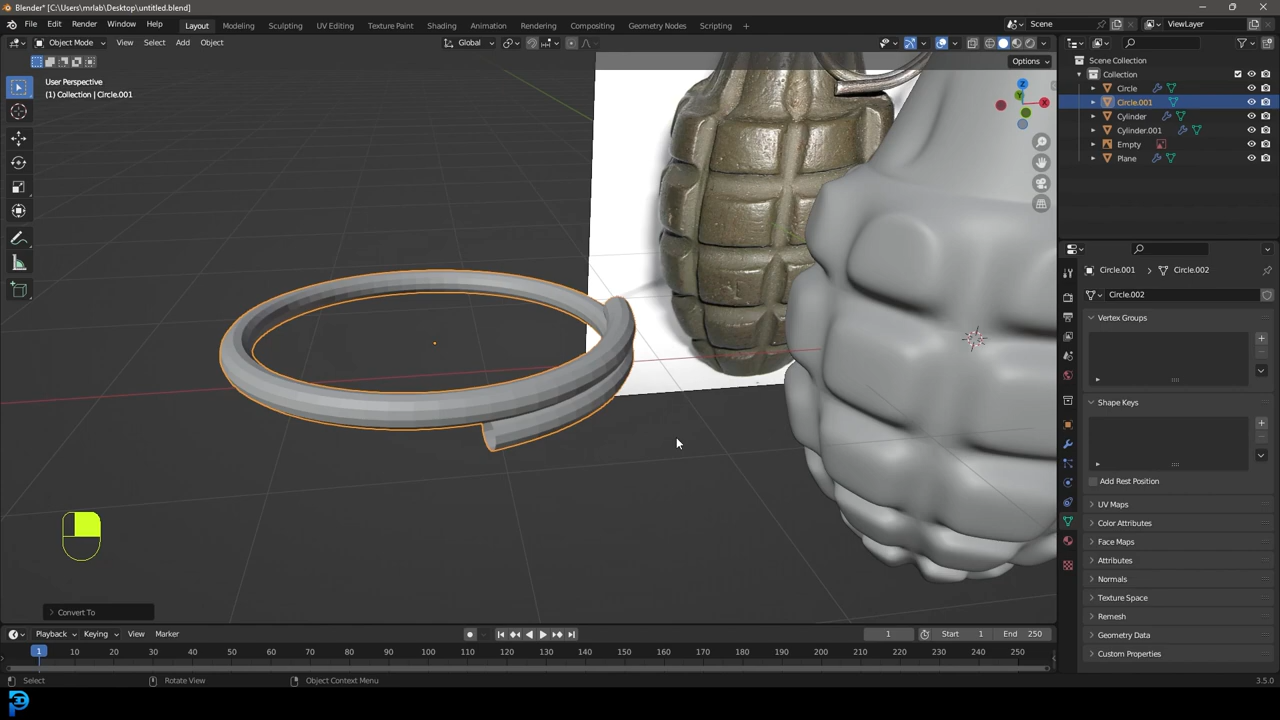 Blender* [C:\Users\mrlab\Desktop\untitled.blend]
File Edit Render Window Help Layout Modeling Sculpting UV Editing Texture Paint Shading Animation Rendering Compositing Geometry Nodes Scripting + Scene ViewLayer
Object Mode View Select Add Object Global
Options
User Perspective
(1) Collection | Circle.001
Scene Collection
Collection
Circle
Circle.001
Cylinder
Cylinder.001
Empty
Plane
Z
Y
X
Circle.001 > Circle.002
Circle.002
Vertex Groups
Shape Keys
Add Rest Position
UV Maps
Color Attributes
Face Maps
Attributes
Normals
Texture Space
Remesh
Geometry Data
Custom Properties
> Convert To
Playback Keying View Marker 1 Start 1 End 250
1 10 20 30 40 50 60 70 80 90 100 110 120 130 140 150 160 170 180 190 200 210 220 230 240 250
Select Rotate View Object Context Menu 3.5.0